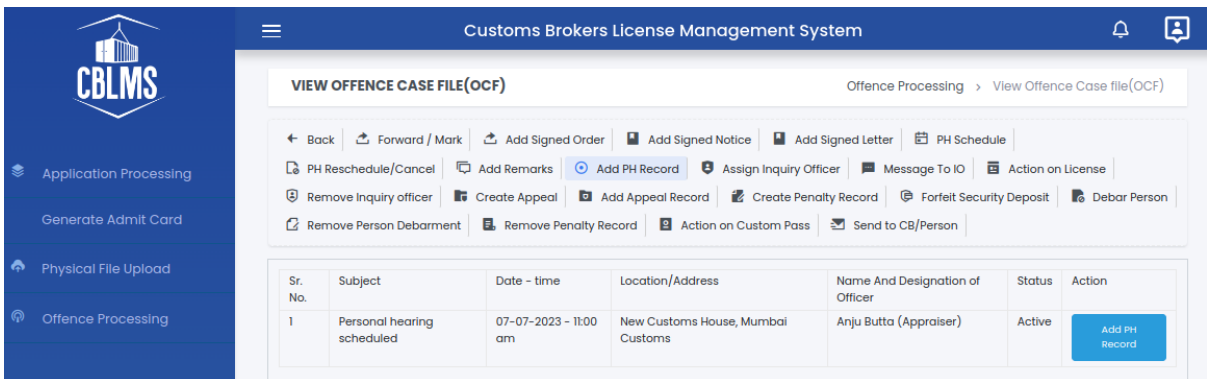 Customs Brokers License Management System
CBLMS
VIEW OFFENCE CASE FILE(OCF)
Offence Processing > View Offence Case file(OCF)
Back Forward / Mark Add Signed Order Add Signed Notice Add Signed Letter PH Schedule
PH Reschedule/Cancel Add Remarks Add PH Record Assign Inquiry Officer Message To IO Action on License
Remove Inquiry officer Create Appeal Add Appeal Record Create Penalty Record Forfeit Security Deposit Debar Person
Remove Person Debarment Remove Penalty Record Action on Custom Pass Send to CB/Person
Application Processing
Generate Admit Card
Physical File Upload
Offence Processing
Sr. No. Subject Date - time Location/Address Name And Designation of Officer Status Action
1 Personal hearing scheduled 07-07-2023 - 11:00 am New Customs House, Mumbai Customs Anju Butta (Appraiser) Active Add PH Record